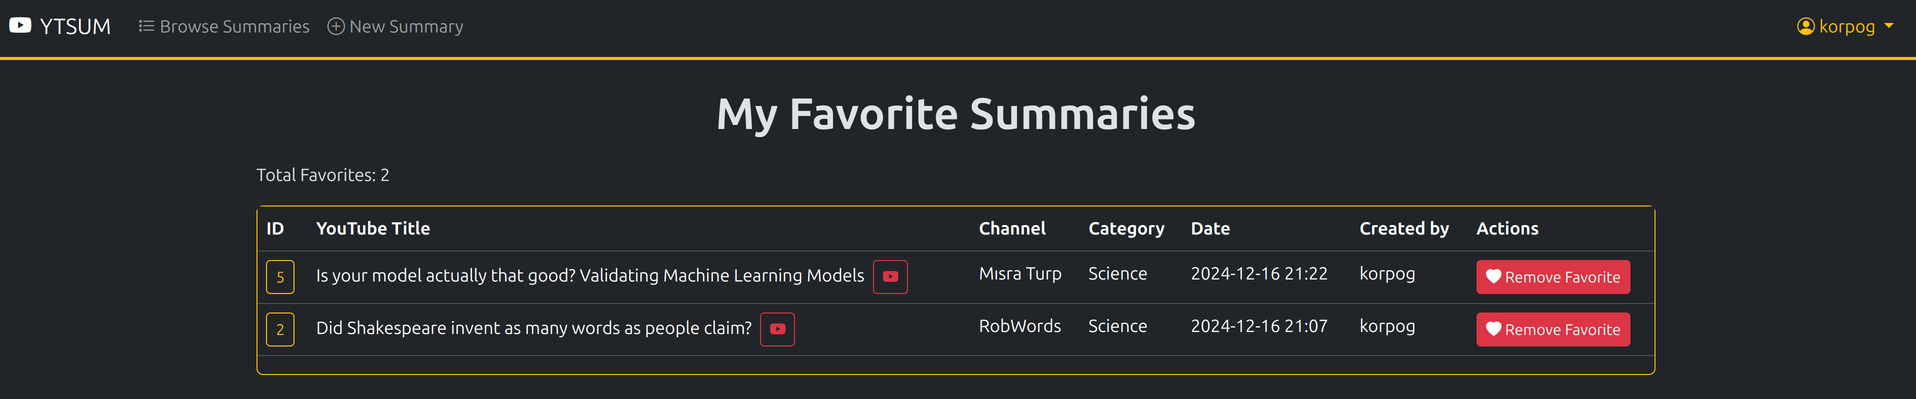 YTSUM Browse Summaries New Summary korpog
My Favorite Summaries
Total Favorites: 2
ID YouTube Title Channel Category Date Created by Actions
5 Is your model actually that good? Validating Machine Learning Models Mısra Turp Science 2024-12-16 21:22 korpog Remove Favorite
2 Did Shakespeare invent as many words as people claim? RobWords Science 2024-12-16 21:07 korpog Remove Favorite